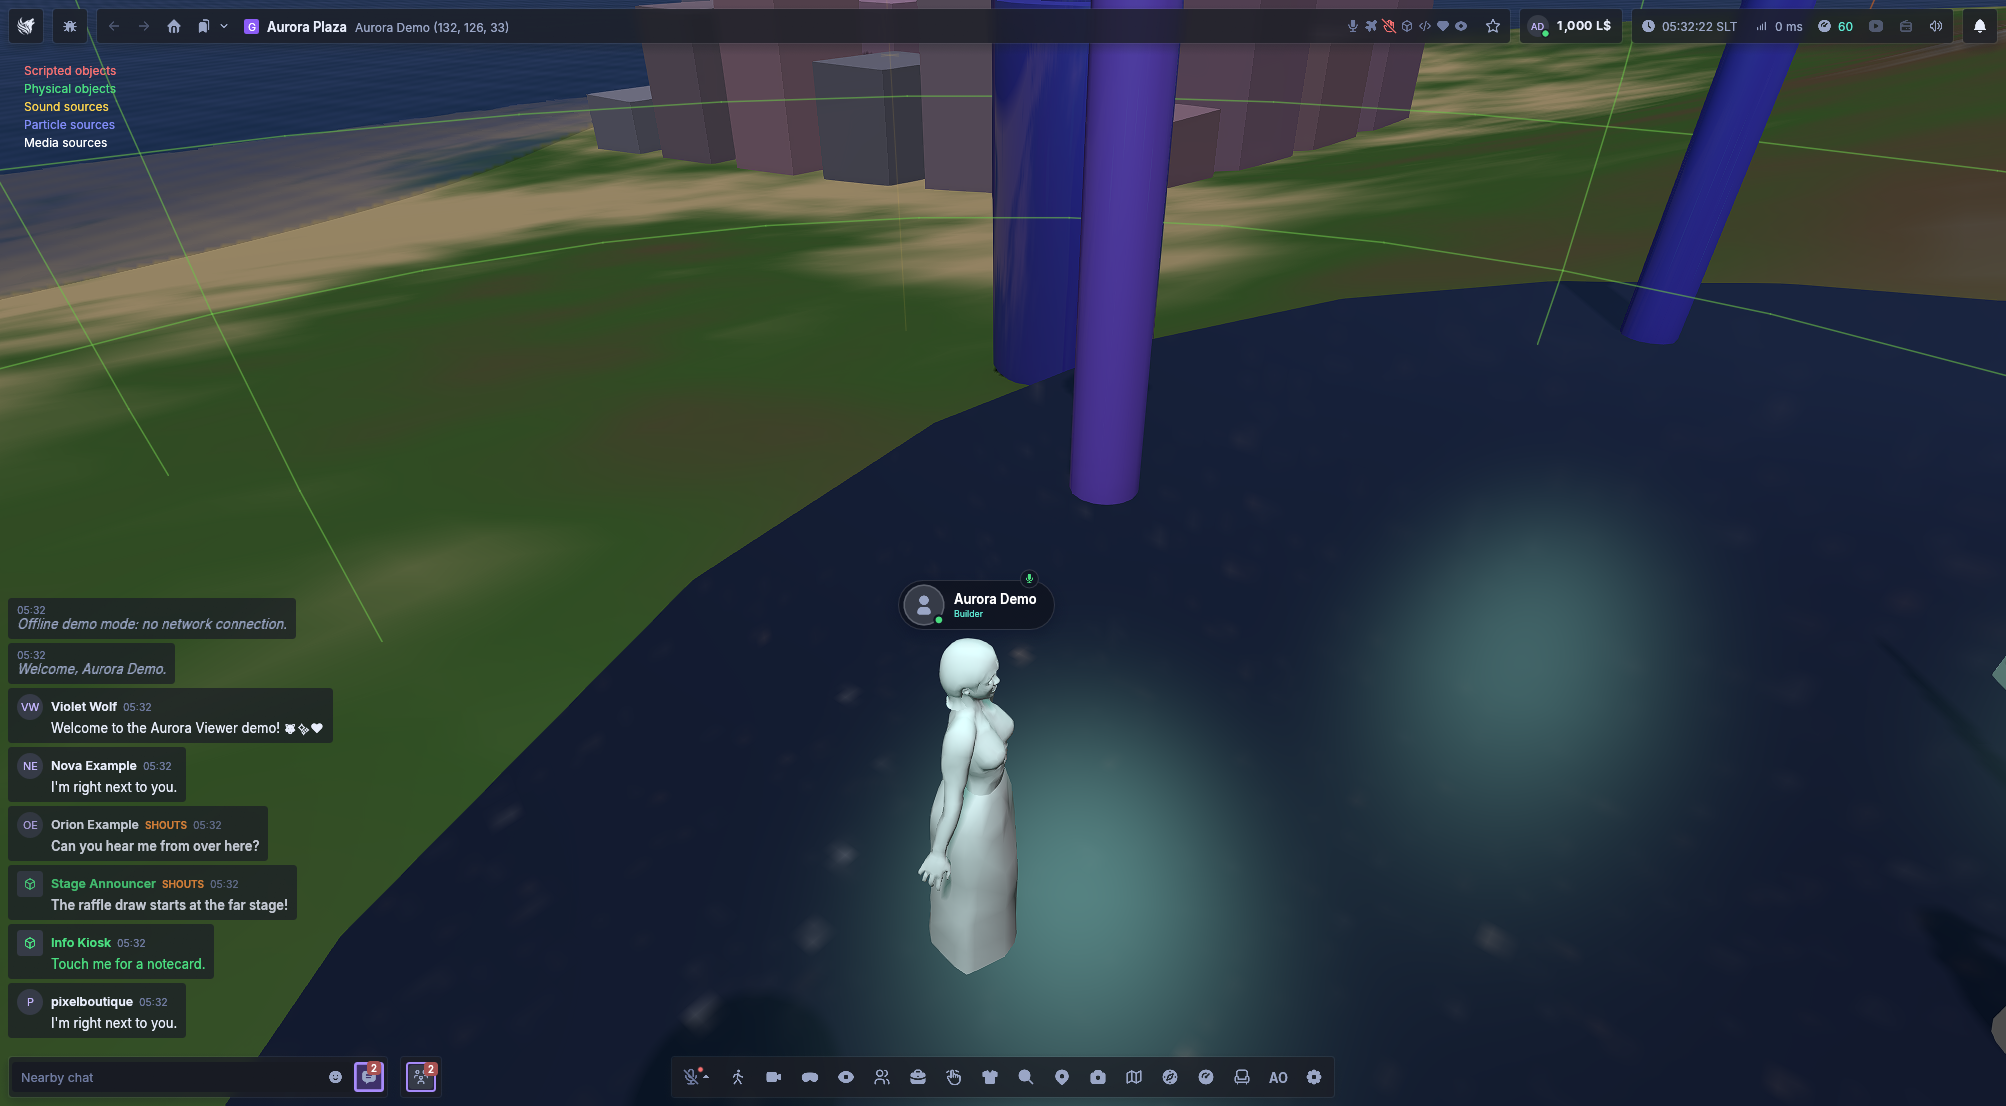 G Aurora Plaza Aurora Demo (132, 126, 33)
AD 1,000 L$
05:32:22 SLT 0 ms 60
Scripted objects
Physical objects
Sound sources
Particle sources
Media sources
Aurora Demo
Builder
05:32
Offline demo mode: no network connection.
05:32
Welcome, Aurora Demo.
VW Violet Wolf 05:32
Welcome to the Aurora Viewer demo!
NE Nova Example 05:32
I'm right next to you.
OE Orion Example SHOUTS 05:32
Can you hear me from over here?
Stage Announcer SHOUTS 05:32
The raffle draw starts at the far stage!
Info Kiosk 05:32
Touch me for a notecard.
P pixelboutique 05:32
I'm right next to you.
Nearby chat 2 2
AO